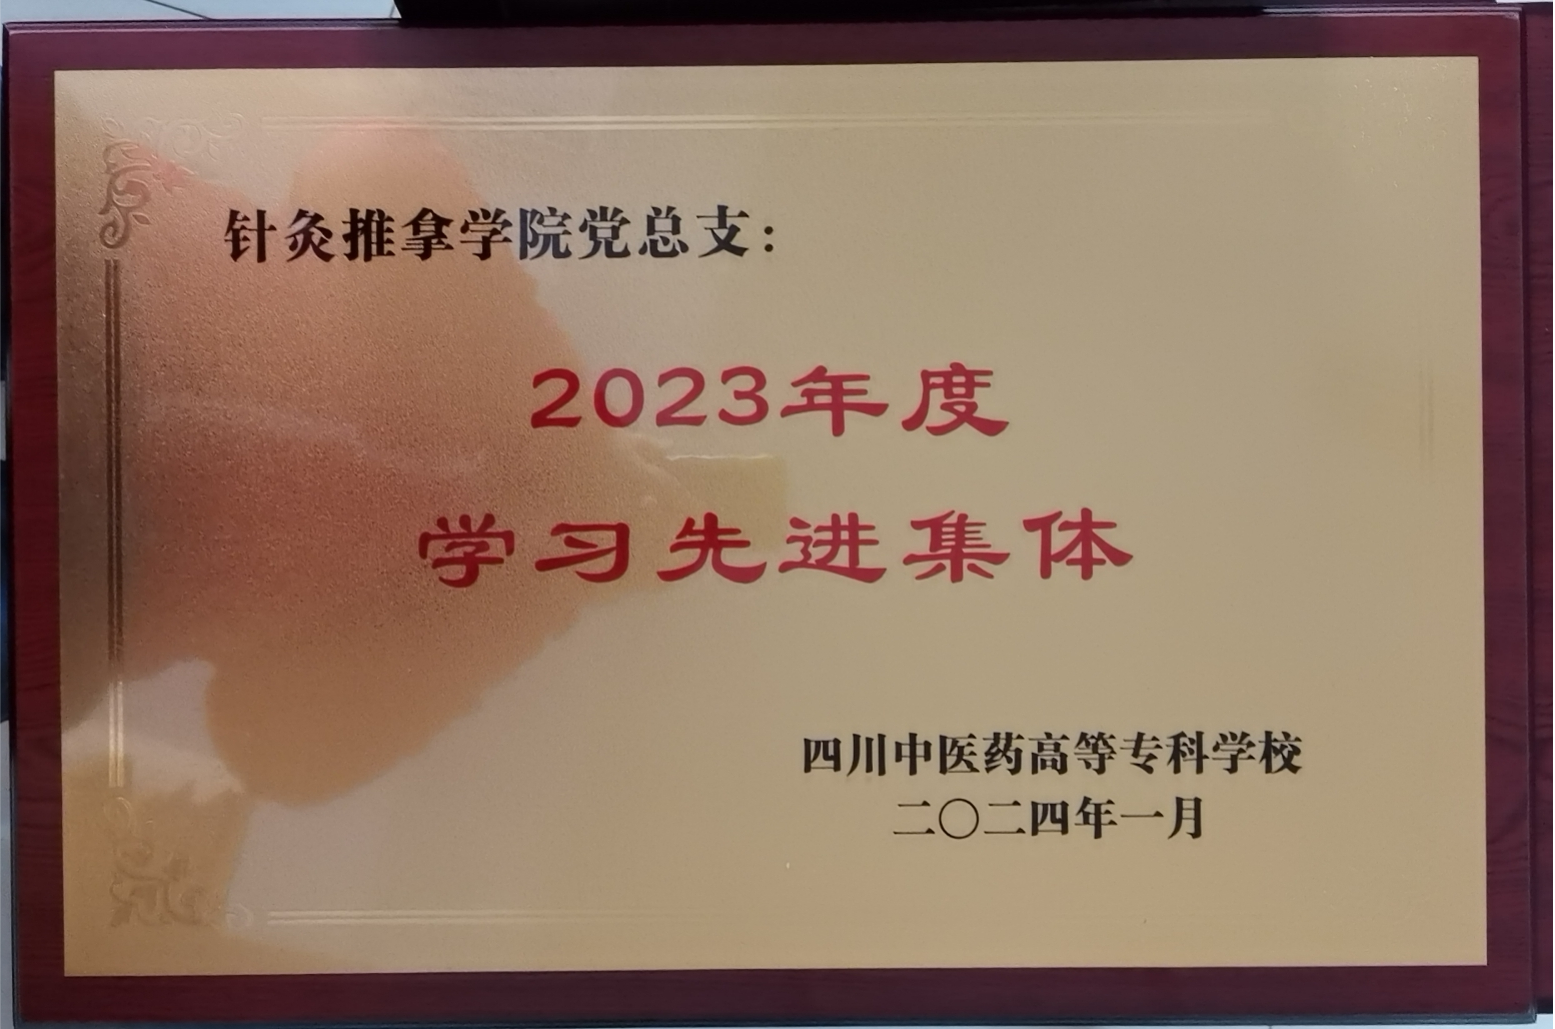 针灸推拿学院党总支：
2023年度
学习先进集体
四川中医药高等专科学校
二〇二四年一月